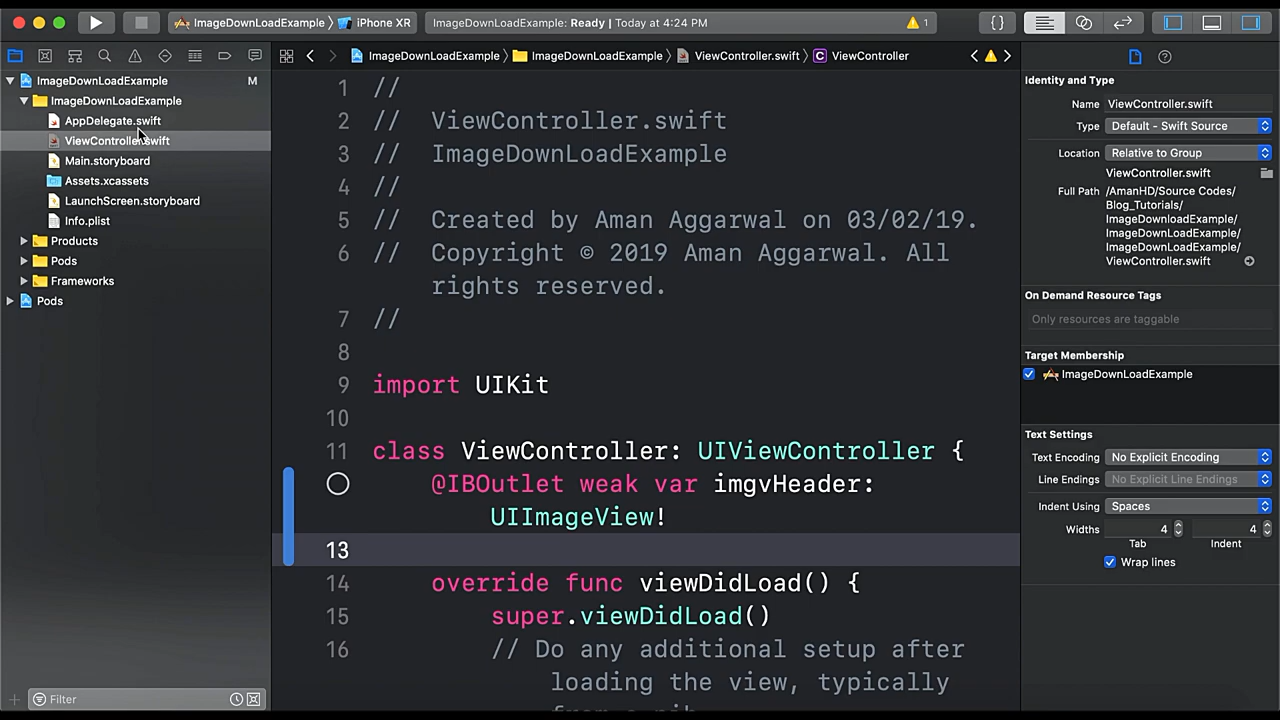 ImageDownLoadExample
iPhone XR
ImageDownLoadExample: Ready | Today at 4:24 PM
1
ImageDownLoadExample
ImageDownLoadExample
ViewController.swift
ViewController
ImageDownLoadExample
M
ImageDownLoadExample
AppDelegate.swift
ViewController.swift
Main.storyboard
Assets.xcassets
LaunchScreen.storyboard
Info.plist
Products
Pods
Frameworks
Pods
Filter
1 //
2 // ViewController.swift
3 // ImageDownLoadExample
4 //
5 // Created by Aman Aggarwal on 03/02/19.
6 // Copyright © 2019 Aman Aggarwal. All
rights reserved.
7 //
8
9 import UIKit
10
11 class ViewController: UIViewController {
@IBOutlet weak var imgvHeader:
UIImageView!
13
14 override func viewDidLoad() {
15 super.viewDidLoad()
16 // Do any additional setup after
loading the view, typically
from a nib.
Identity and Type
Name ViewController.swift
Type Default - Swift Source
Location Relative to Group
ViewController.swift
Full Path /AmanHD/Source Codes/
Blog_Tutorials/
ImageDownloadExample/
ImageDownLoadExample/
ImageDownLoadExample/
ViewController.swift
On Demand Resource Tags
Only resources are taggable
Target Membership
ImageDownLoadExample
Text Settings
Text Encoding No Explicit Encoding
Line Endings No Explicit Line Endings
Indent Using Spaces
Widths 4 4
Tab Indent
Wrap lines